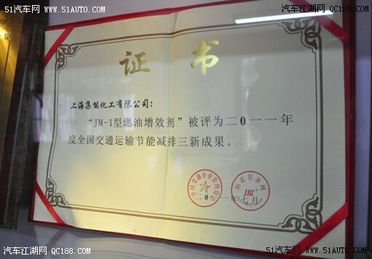 51汽车网 www.51AUTO.com
汽车江湖网 QC188.com
证书
上海集能化工有限公司：
“JM-1型燃油增效剂”被评为二〇一一年
度全国交通运输节能减排三新成果。
汽车江湖网 QC188.com
51汽车网 www.51AUTO.com